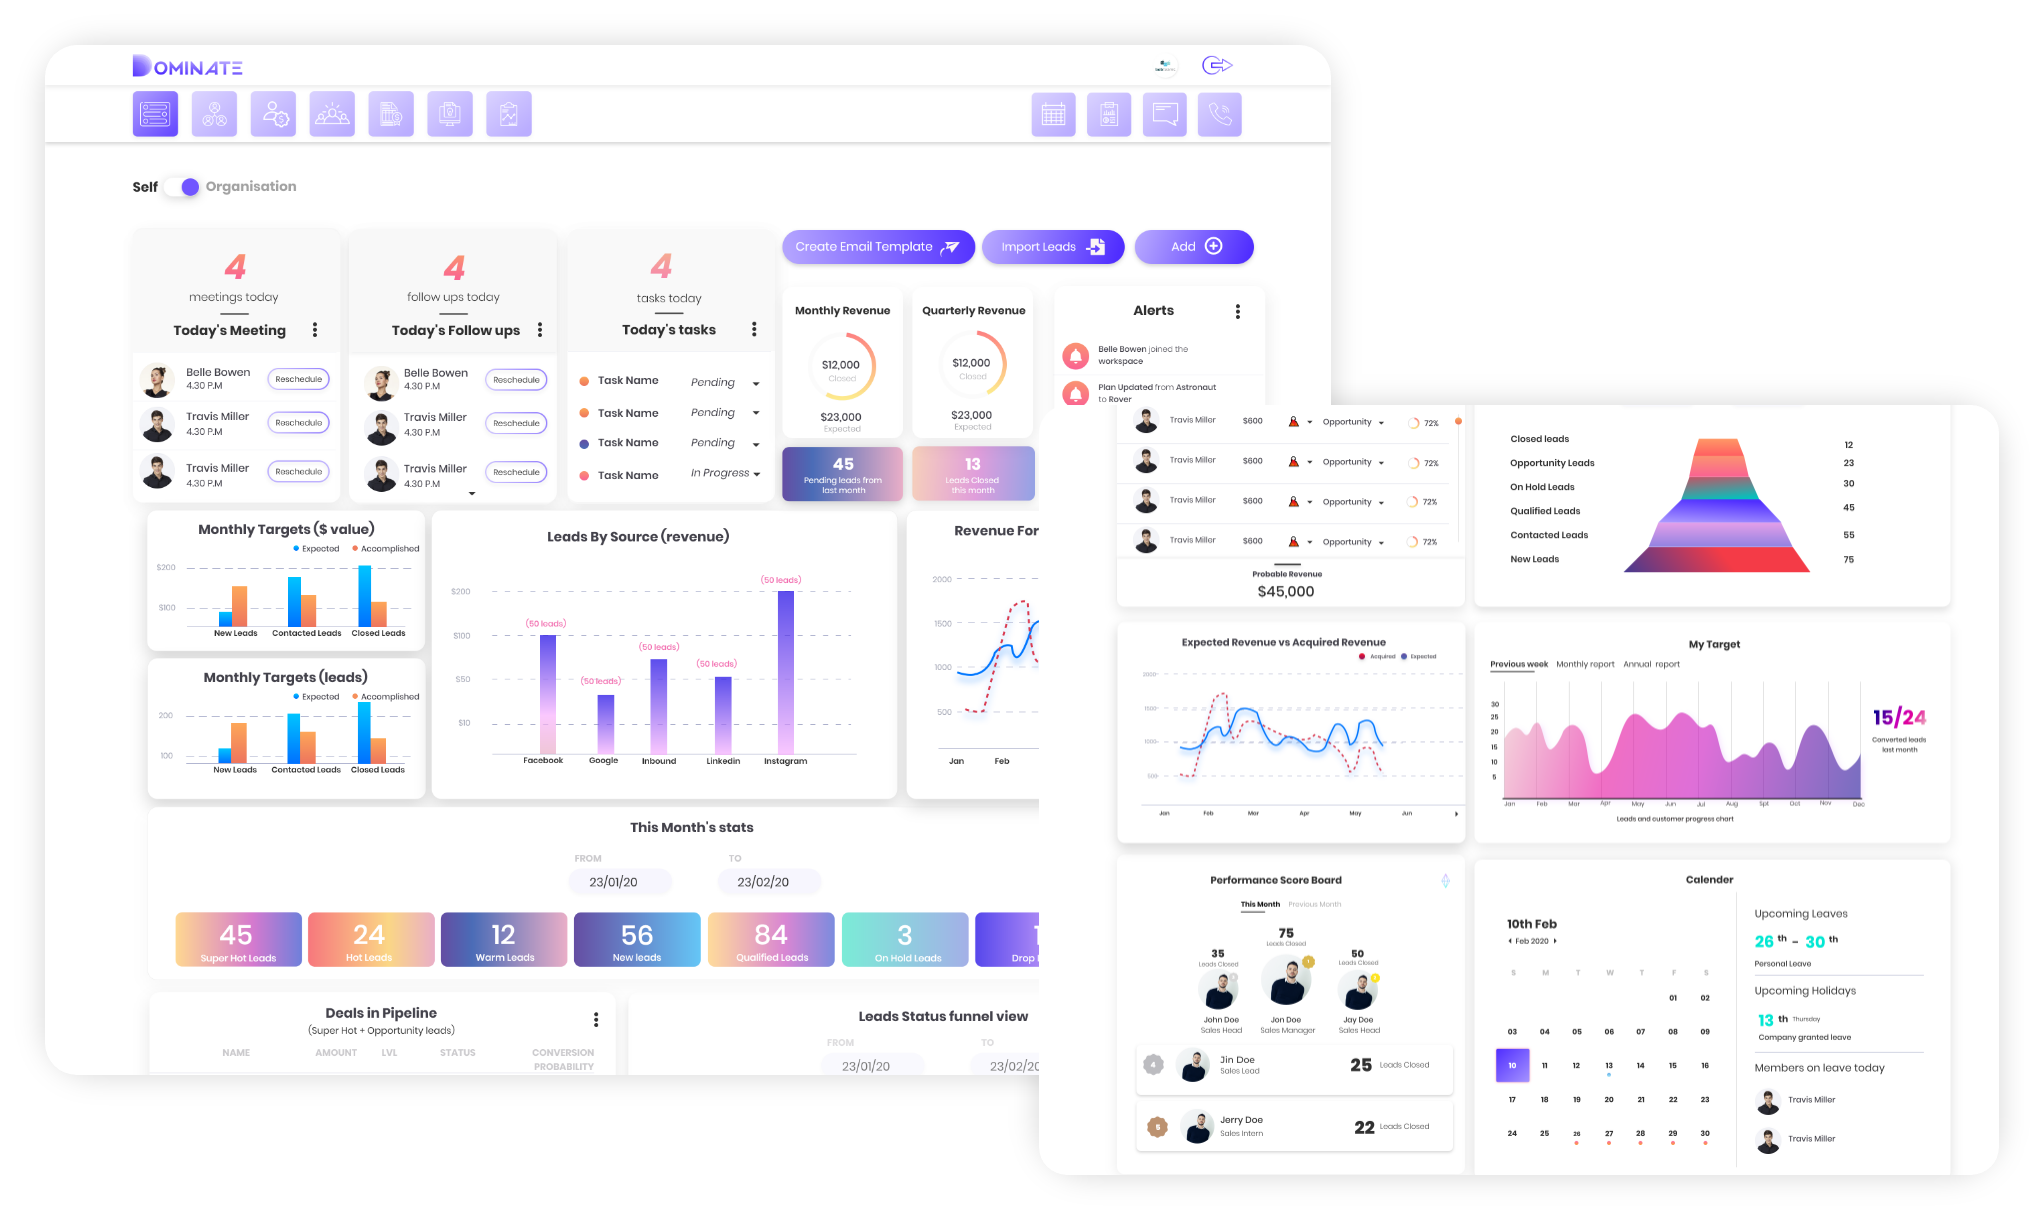 DOMINATE
Self Organisation
4
meetings today
Today's Meeting
Belle Bowen
4.30 P.M
Reschedule
Travis Miller
4.30 P.M
Reschedule
Travis Miller
4.30 P.M
Reschedule
4
follow ups today
Today's Follow ups
Belle Bowen
4.30 P.M
Reschedule
Travis Miller
4.30 P.M
Reschedule
Travis Miller
4.30 P.M
Reschedule
4
tasks today
Today's tasks
Task Name Pending
Task Name Pending
Task Name Pending
Task Name In Progress
Create Email Template
Import Leads
Add
Monthly Revenue
$12,000
Closed
$23,000
Expected
Quarterly Revenue
$12,000
Closed
$23,000
Expected
45
Pending leads from
last month
13
Leads Closed
this month
Alerts
Belle Bowen joined the
workspace
Plan Updated from Astronaut
to Rover
Monthly Targets ($ value)
Expected Accomplished
$200
$100
New Leads Contacted Leads Closed Leads
Monthly Targets (leads)
Expected Accomplished
200
100
New Leads Contacted Leads Closed Leads
Leads By Source (revenue)
$200
$100
$50
$10
(50 leads)
(50 leads)
(50 leads)
(50 leads)
(50 leads)
Facebook Google Inbound Linkedin Instagram
Revenue For
2000
1500
1000
500
Jan Feb
This Month's stats
FROM TO
23/01/20 23/02/20
45
Super Hot Leads
24
Hot Leads
12
Warm Leads
56
New leads
84
Qualified Leads
3
On Hold Leads
1
Drop
Deals in Pipeline
(Super Hot + Opportunity leads)
NAME AMOUNT LVL STATUS CONVERSION
PROBABILITY
Leads Status funnel view
FROM TO
23/01/20 23/02/20
Travis Miller $600 Opportunity 72%
Travis Miller $600 Opportunity 72%
Travis Miller $600 Opportunity 72%
Travis Miller $600 Opportunity 72%
Probable Revenue
$45,000
Closed leads 12
Opportunity Leads 23
On Hold Leads 30
Qualified Leads 45
Contacted Leads 55
New Leads 75
Expected Revenue vs Acquired Revenue
Acquired Expected
2000
1500
1000
500
Jan Feb Mar Apr May Jun
My Target
Previous week Monthly report Annual report
30
25
20
15
10
5
Jan Feb Mar Apr May Jun Jul Aug Spt Oct Nov Dec
Leads and customer progress chart
15/24
Converted leads
last month
Performance Score Board
This Month Previous Month
75
Leads Closed
35
Leads Closed
50
Leads Closed
John Doe
Sales Head
Jon Doe
Sales Manager
Jay Doe
Sales Head
4
Jin Doe
Sales Lead
25 Leads Closed
5
Jerry Doe
Sales Intern
22 Leads Closed
Calender
10th Feb
Feb 2020
S M T W T F S
01 02
03 04 05 06 07 08 09
10 11 12 13 14 15 16
17 18 19 20 21 22 23
24 25 26 27 28 29 30
Upcoming Leaves
26 th - 30 th
Personal Leave
Upcoming Holidays
13 th Thursday
Company granted leave
Members on leave today
Travis Miller
Travis Miller